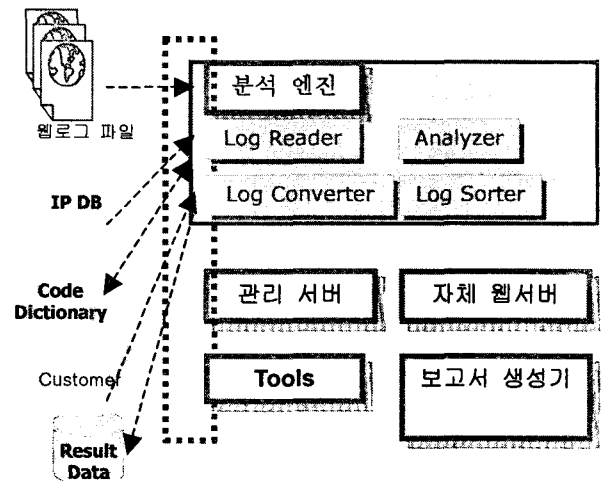 웹로그 파일
분석 엔진
Log Reader
Analyzer
Log Converter
Log Sorter
IP DB
Code
Dictionary
Customer
Result
Data
관리 서버
자체 웹서버
Tools
보고서 생성기